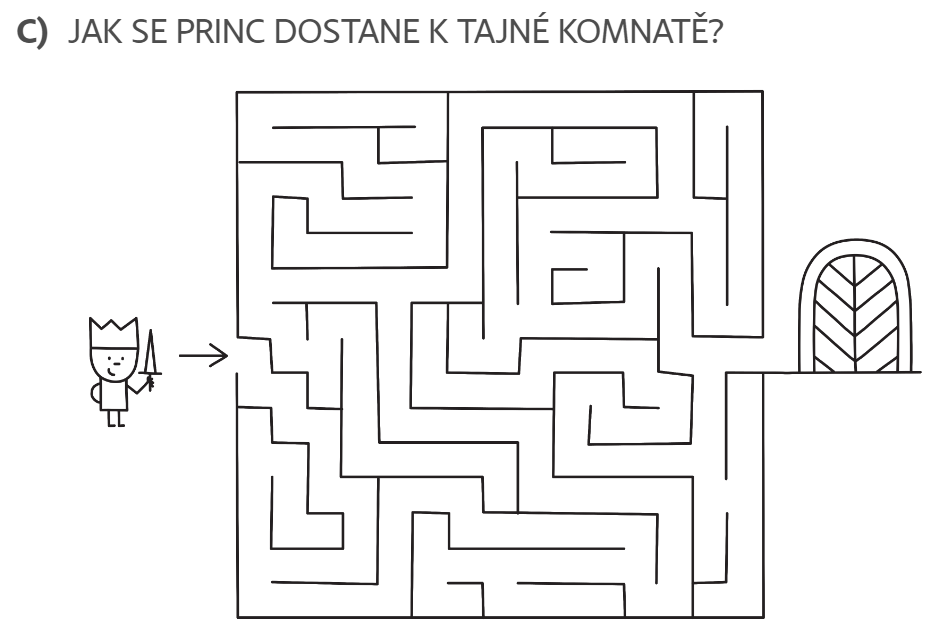 C) JAK SE PRINC DOSTANE K TAJNÉ KOMNATĚ?